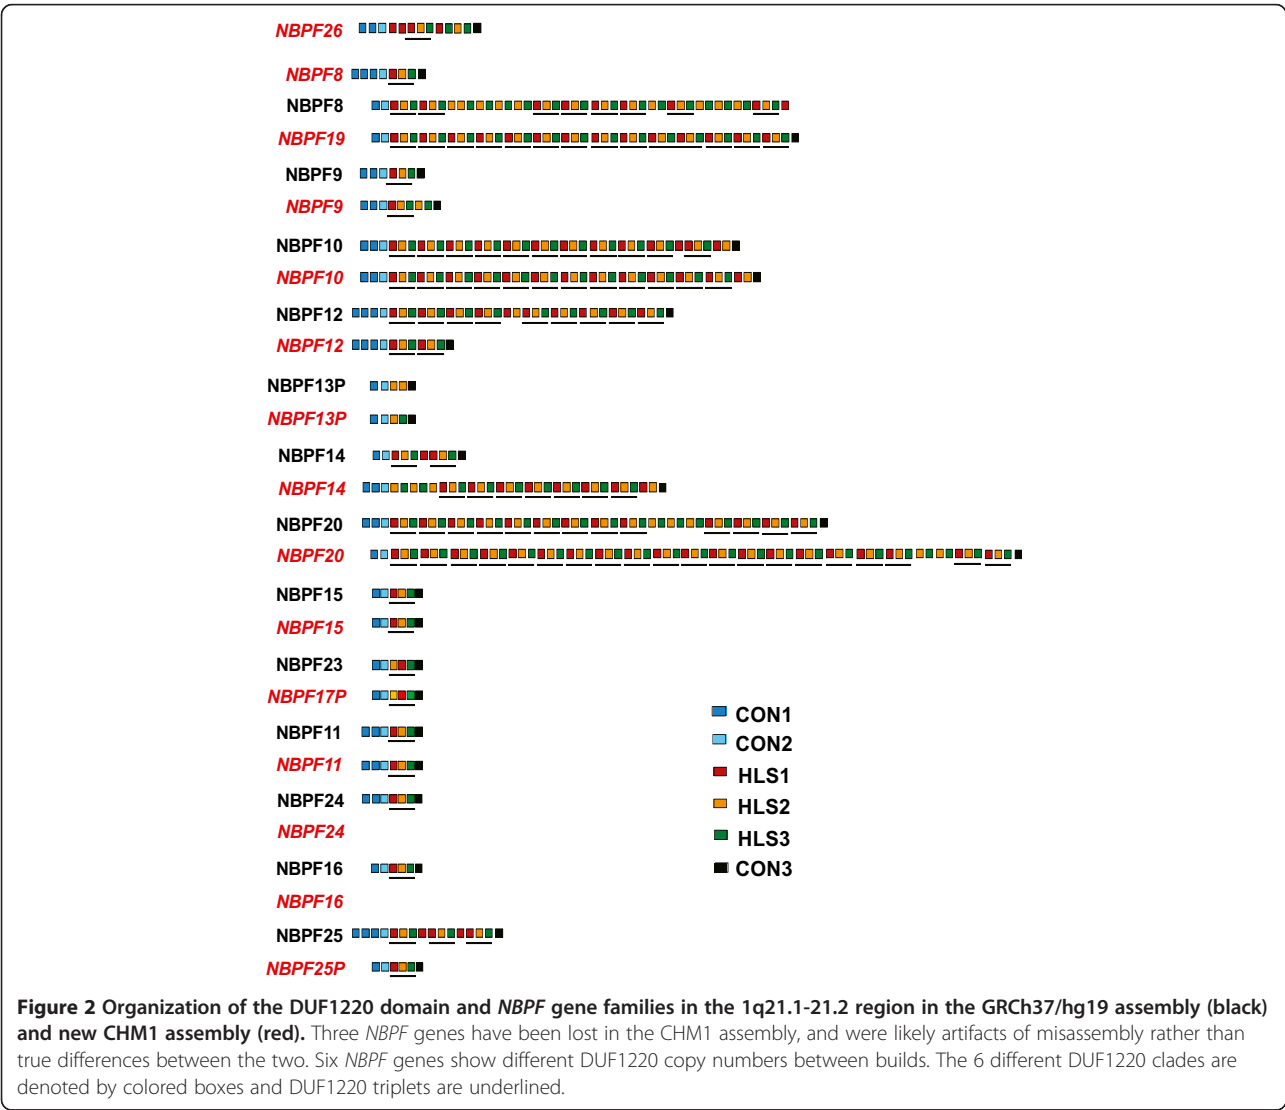 NBPF26
NBPF8
NBPF8
NBPF19
NBPF9
NBPF9
NBPF10
NBPF10
NBPF12
NBPF12
NBPF13P
NBPF13P
NBPF14
NBPF14
NBPF20
NBPF20
NBPF15
NBPF15
NBPF23
NBPF17P
NBPF11
NBPF11
NBPF24
NBPF24
NBPF16
NBPF16
NBPF25
NBPF25P
CON1
CON2
HLS1
HLS2
HLS3
CON3
Figure 2 Organization of the DUF1220 domain and NBPF gene families in the 1q21.1-21.2 region in the GRCh37/hg19 assembly (black)
and new CHM1 assembly (red). Three NBPF genes have been lost in the CHM1 assembly, and were likely artifacts of misassembly rather than
true differences between the two. Six NBPF genes show different DUF1220 copy numbers between builds. The 6 different DUF1220 clades are
denoted by colored boxes and DUF1220 triplets are underlined.